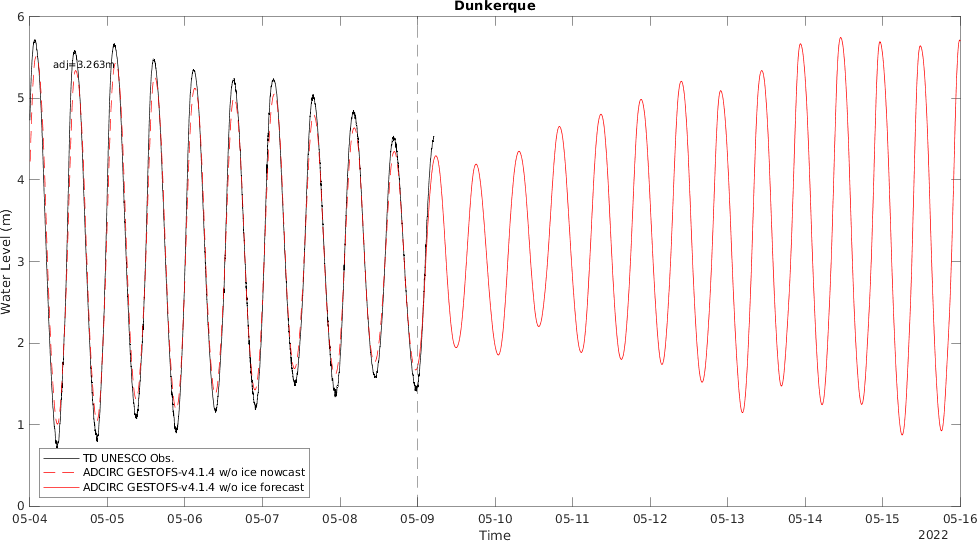 Dunkerque
6
5
4
3
2
1
0
Water Level (m)
adj=3.263m
TD UNESCO Obs.
ADCIRC GESTOFS-v4.1.4 w/o ice nowcast
ADCIRC GESTOFS-v4.1.4 w/o ice forecast
05-04 05-05 05-06 05-07 05-08 05-09 05-10 05-11 05-12 05-13 05-14 05-15 05-16
Time
2022